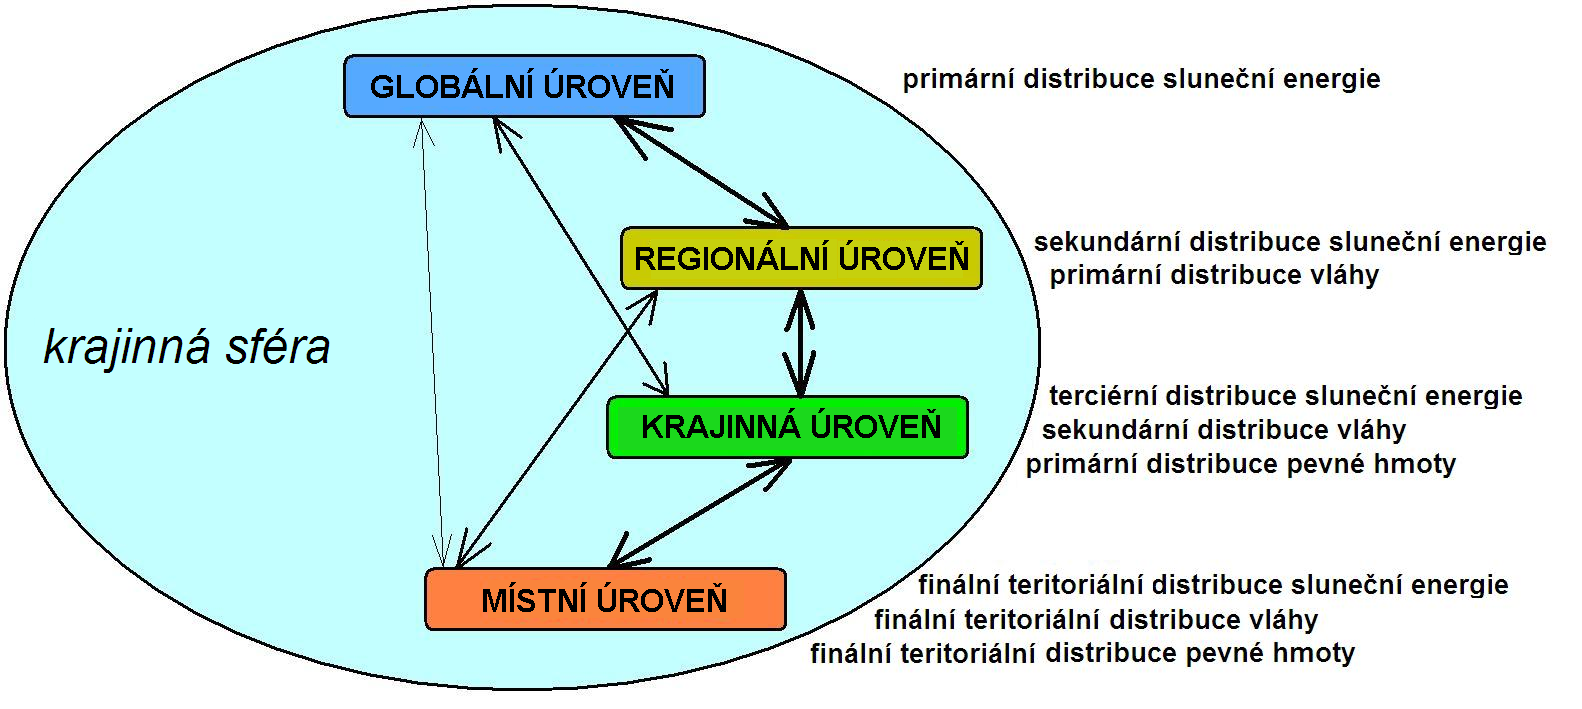 GLOBÁLNÍ ÚROVEŇ
primární distribuce sluneční energie
REGIONÁLNÍ ÚROVEŇ
sekundární distribuce sluneční energie
primární distribuce vláhy
krajinná sféra
KRAJINNÁ ÚROVEŇ
terciérní distribuce sluneční energie
sekundární distribuce vláhy
primární distribuce pevné hmoty
MÍSTNÍ ÚROVEŇ
finální teritoriální distribuce sluneční energie
finální teritoriální distribuce vláhy
finální teritoriální distribuce pevné hmoty